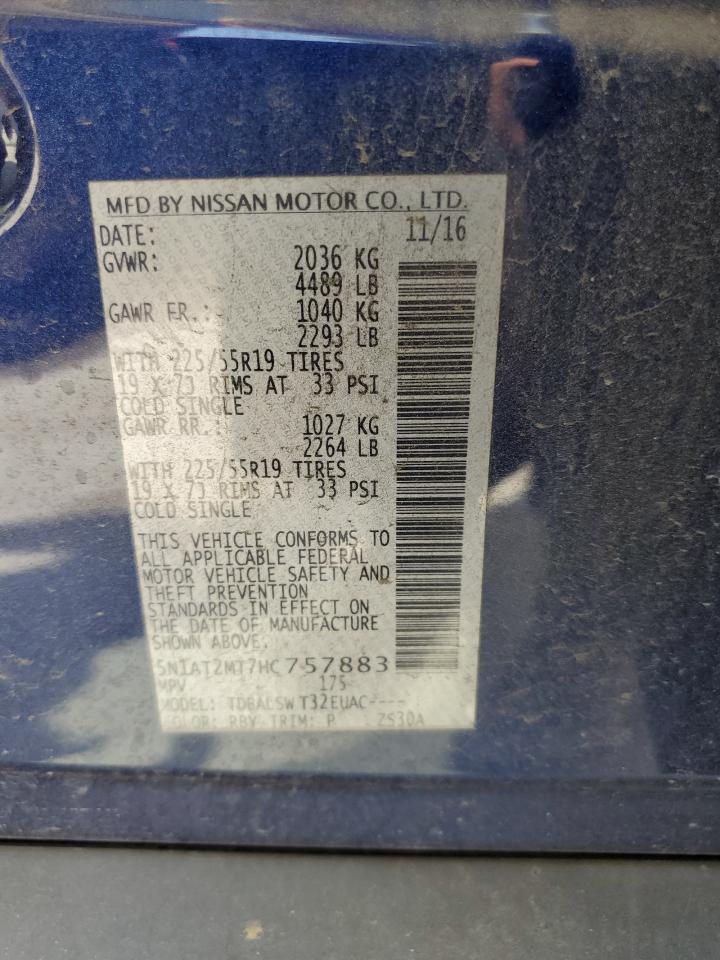 MFD BY NISSAN MOTOR CO., LTD.
DATE: 11/16
GVWR: 2036 KG
4489 LB
GAWR FR.: 1040 KG
2293 LB
WITH 225/55R19 TIRES
19 X 7J RIMS AT 33 PSI
COLD SINGLE
GAWR RR.: 1027 KG
2264 LB
WITH 225/55R19 TIRES
19 X 7J RIMS AT 33 PSI
COLD SINGLE
THIS VEHICLE CONFORMS TO
ALL APPLICABLE FEDERAL
MOTOR VEHICLE SAFETY AND
THEFT PREVENTION
STANDARDS IN EFFECT ON
THE DATE OF MANUFACTURE
SHOWN ABOVE.
5N1AT2MT7HC757883
MPV 175
MODEL: TDBALSW T32EUAC----
COLOR: RBY TRIM: P ZS30A